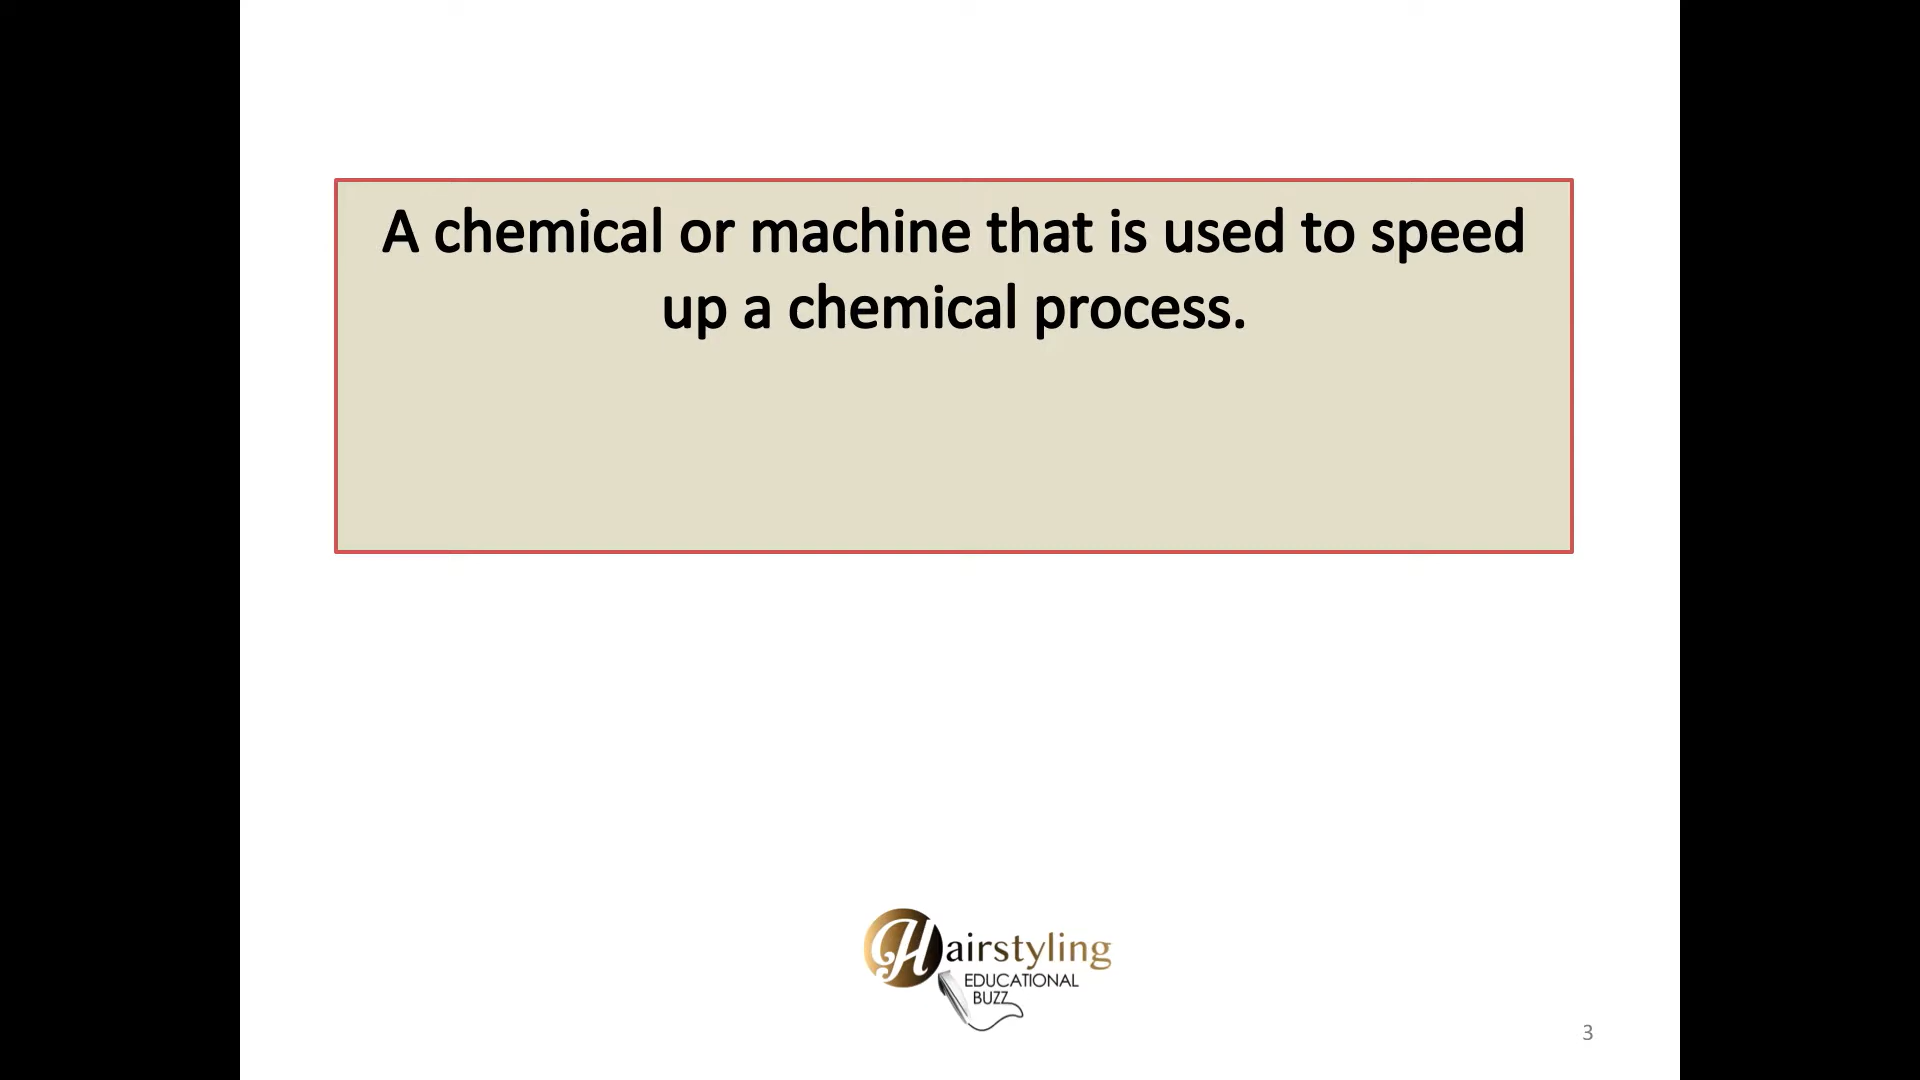 A chemical or machine that is used to speed
up a chemical process.
Hairstyling
EDUCATIONAL
BUZZ
3